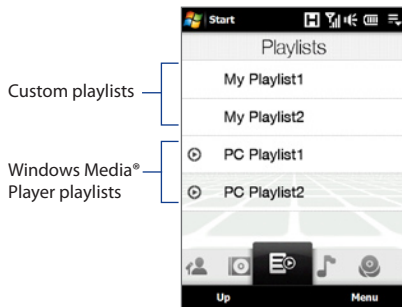 Start
Playlists
Custom playlists
My Playlist1
My Playlist2
Windows Media®
Player playlists
PC Playlist1
PC Playlist2
Up
Menu